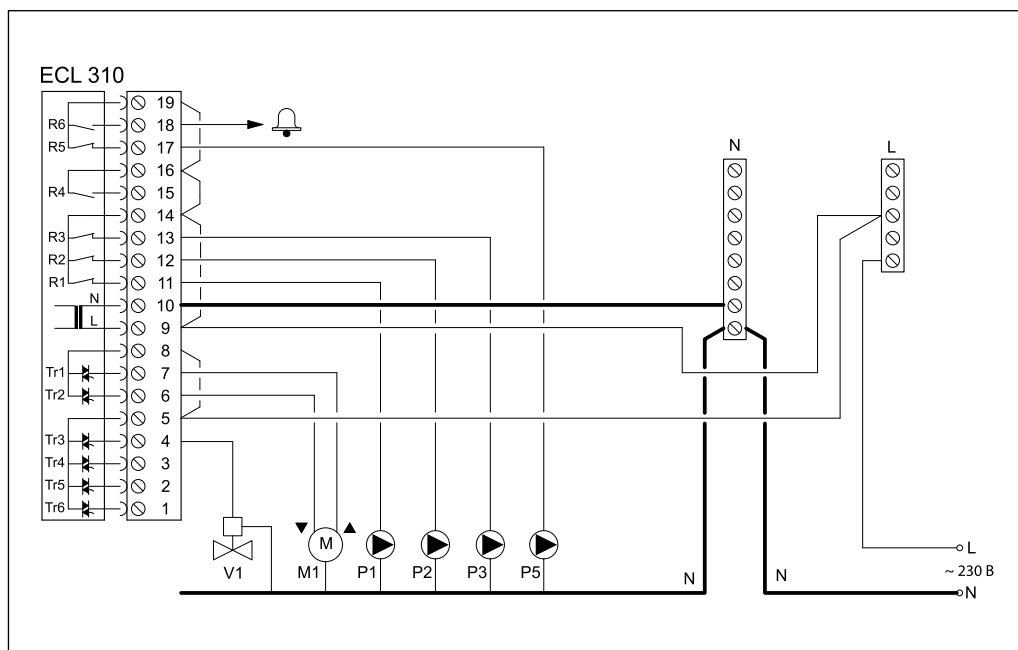 ECL 310
19
R6 18
R5 17
16
R4 15
14
R3 13
R2 12
R1 11
N 10
L 9
8
Tr1 7
Tr2 6
5
Tr3 4
Tr4 3
Tr5 2
Tr6 1
N
L
M
V1 M1 P1 P2 P3 P5
N N
L
~ 230 В
N